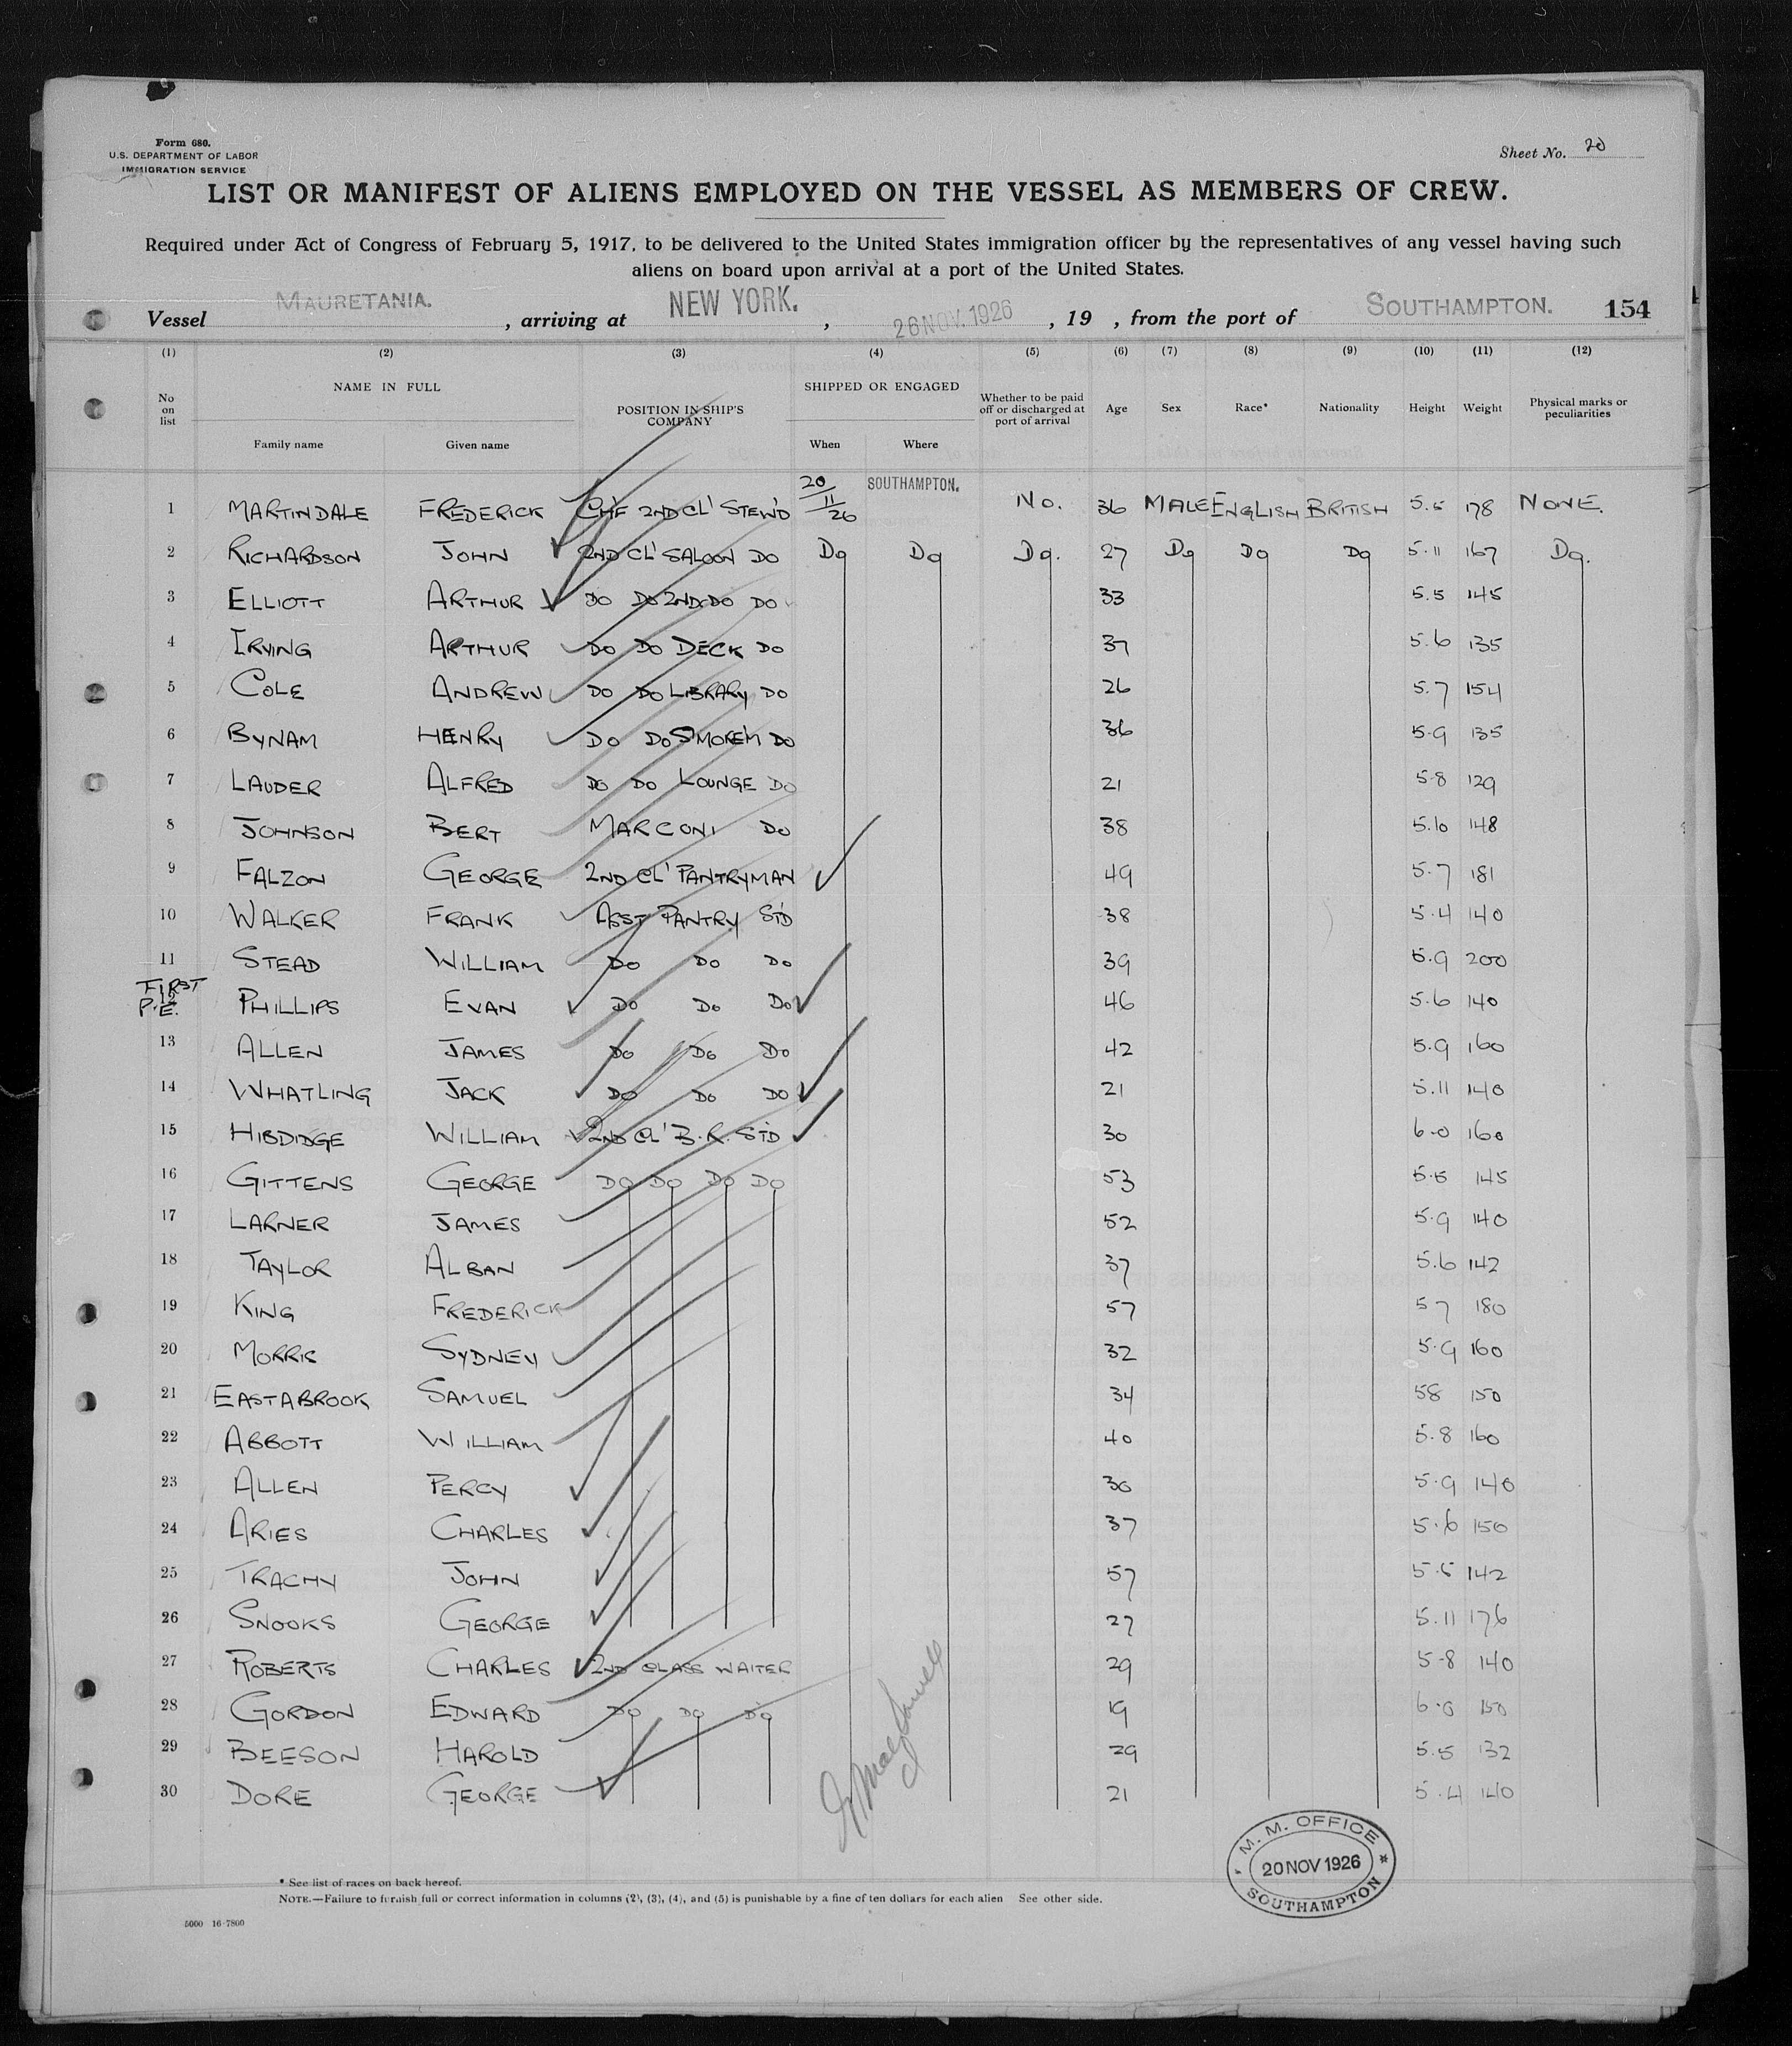 Form 680.
U.S. DEPARTMENT OF LABOR
IMMIGRATION SERVICE
Sheet No. 20
LIST OR MANIFEST OF ALIENS EMPLOYED ON THE VESSEL AS MEMBERS OF CREW.
Required under Act of Congress of February 5, 1917, to be delivered to the United States immigration officer by the representatives of any vessel having such
aliens on board upon arrival at a port of the United States.
Vessel MAURETANIA. , arriving at NEW YORK. , 26 NOV. 1926 , 19 , from the port of SOUTHAMPTON. 154
(1) (2) (3) (4) (5) (6) (7) (8) (9) (10) (11) (12)
No on list NAME IN FULL Family name Given name POSITION IN SHIP'S COMPANY SHIPPED OR ENGAGED When Where Whether to be paid off or discharged at port of arrival Age Sex Race* Nationality Height Weight Physical marks or peculiarities
1 MARTINDALE FREDERICK CH'F 2ND CL' STEW'D 20/11/26 SOUTHAMPTON. No. 36 MALE ENGLISH BRITISH 5.5 178 NONE.
2 RICHARDSON JOHN 2ND CL' SALOON DO DO DO DO. 27 DO DO DO 5.11 167 DO.
3 ELLIOTT ARTHUR DO DO 2ND DO DO 33 5.5 145
4 IRVING ARTHUR DO DO DECK DO 37 5.6 135
5 COLE ANDREW DO DO LIBRARY DO 26 5.7 154
6 BYNAM HENRY DO DO SMORE'M DO 36 5.9 135
7 LAUDER ALFRED DO DO LOUNGE DO 21 5.8 129
8 JOHNSON BERT MARCONI DO 38 5.10 148
9 FALZON GEORGE 2ND CL' PANTRYMAN 49 5.7 181
10 WALKER FRANK ASST PANTRY ST'D 38 5.4 140
11 STEAD WILLIAM DO DO DO 39 5.9 200
FIRST
P.E. 12 PHILLIPS EVAN DO DO DO 46 5.6 140
13 ALLEN JAMES DO DO DO 42 5.9 160
14 WHATLING JACK DO DO DO 21 5.11 140
15 HIBDIDGE WILLIAM 2ND CL' B.R. ST'D 30 6.0 160
16 GITTENS GEORGE DO DO DO DO 53 5.5 145
17 LARNER JAMES 52 5.9 140
18 TAYLOR ALBAN 37 5.6 142
19 KING FREDERICK 57 5 7 180
20 MORRIS SYDNEY 32 5.9 160
21 EASTABROOK SAMUEL 34 58 150
22 ABBOTT WILLIAM 40 5.8 160
23 ALLEN PERCY 30 5.9 140
24 ARIES CHARLES 37 5.6 150
25 TRACHY JOHN 57 5.5 142
26 SNOOKS GEORGE 27 5.11 176
27 ROBERTS CHARLES 2ND CLASS WAITER 29 5-8 140
28 GORDON EDWARD DO DO DO 19 6.0 150
29 BEESON HAROLD 29 5.5 132
30 DORE GEORGE 21 5.4 140
M. M. OFFICE
20 NOV 1926
SOUTHAMPTON
* See list of races on back hereof.
NOTE.—Failure to furnish full or correct information in columns (2), (3), (4), and (5) is punishable by a fine of ten dollars for each alien See other side.
5000 16-7800